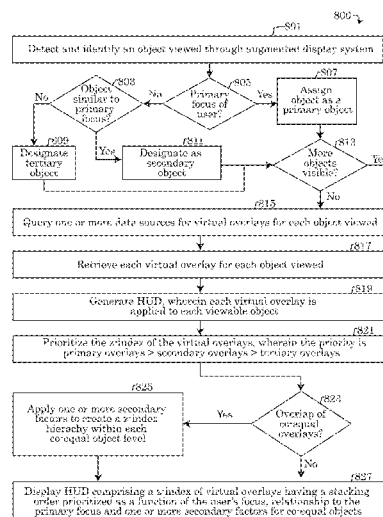 800
801
Detect and identify an object viewed through augmented display system
803
Object
similar to
primary
focus?
No
No
805
Primary
focus of
user?
Yes
807
Assign
object as a
primary object
809
Designate
tertiary
object
Yes
811
Designate as
secondary
object
813
More
objects
visible?
Yes
No
815
Query one or more data sources for virtual overlays for each object viewed
817
Retrieve each virtual overlay for each object viewed
819
Generate HUD, wherein each virtual overlay is
applied to each viewable object
821
Prioritize the z-index of the virtual overlays, wherein the priority is
primary overlays > secondary overlays > tertiary overlays
823
Overlap of
co-equal
overlays?
Yes
825
Apply one or more secondary
factors to create a z-index
hierarchy within each
co-equal object level
No
827
Display HUD comprising a z-index of virtual overlays having a stacking
order prioritized as a function of the user's focus, relationship to the
primary focus and one or more secondary factors for co-equal objects